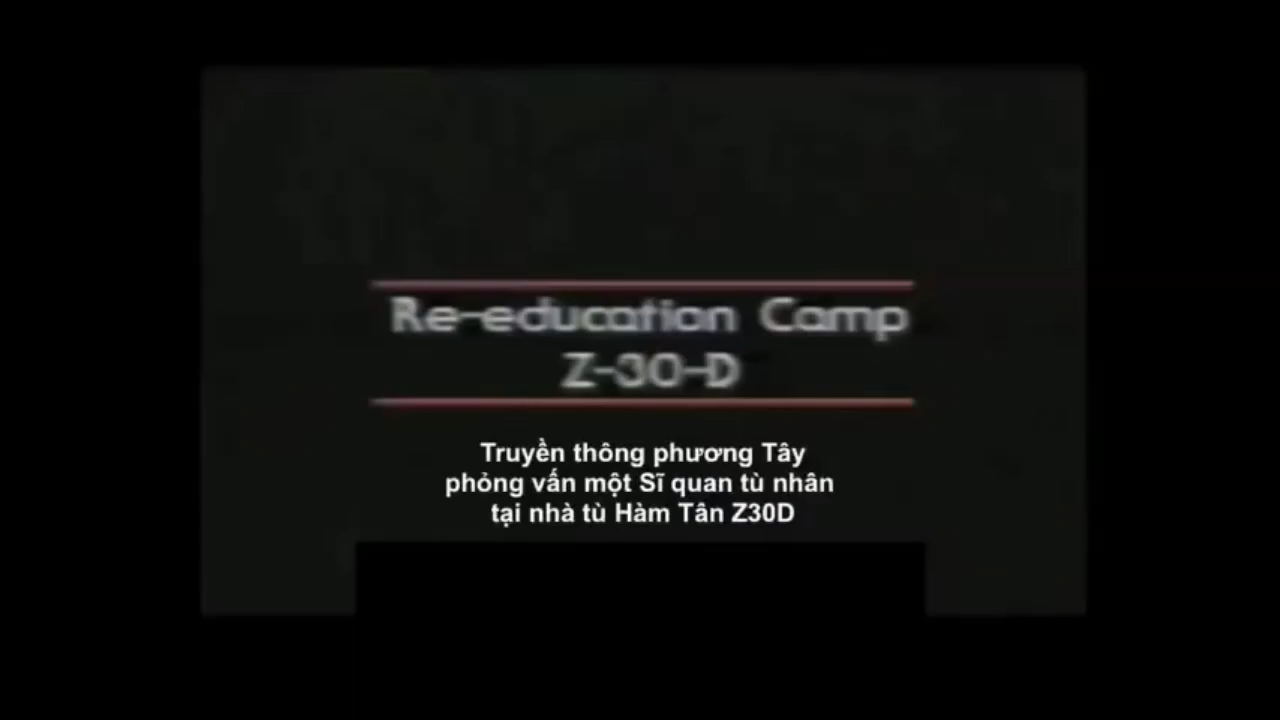 Re-education Camp
Z-30-D
Truyền thông phương Tây
phỏng vấn một Sĩ quan tù nhân
tại nhà tù Hàm Tân Z30D